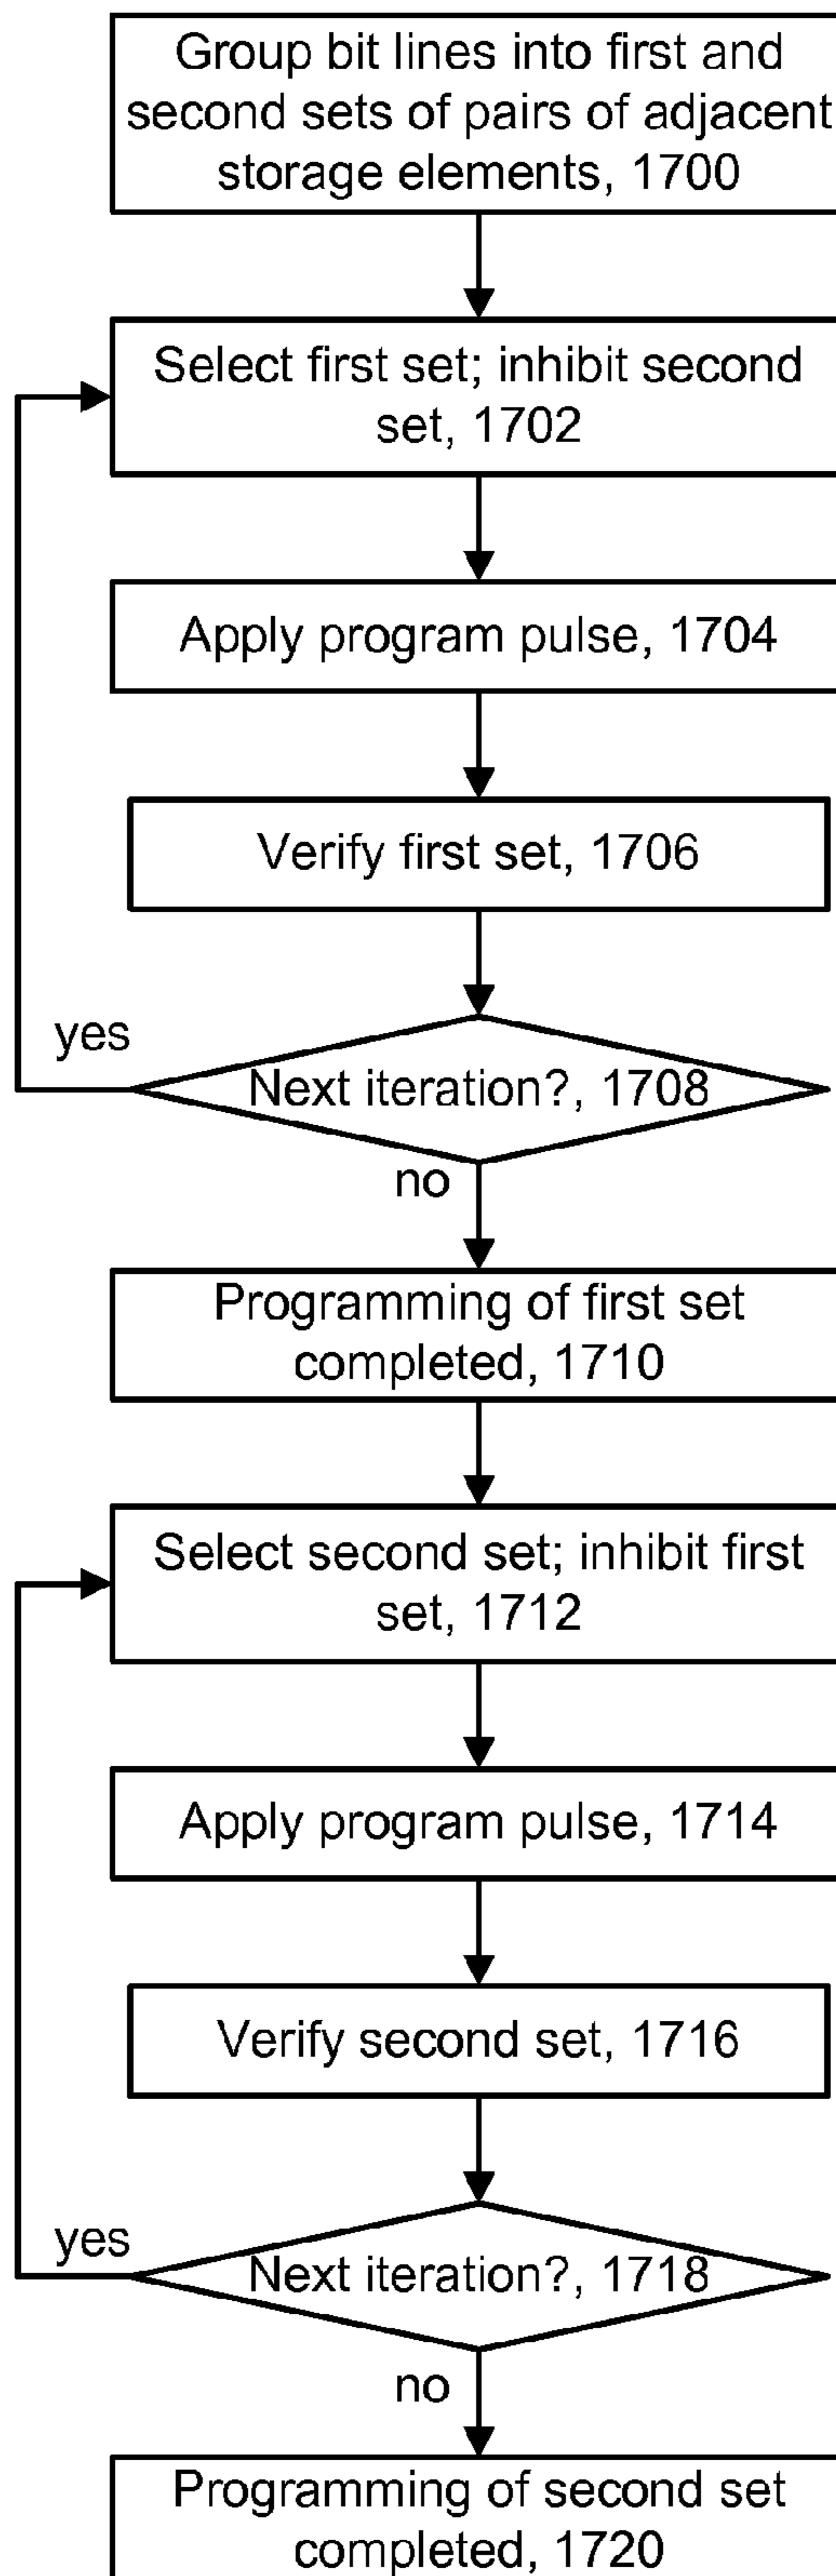 Group bit lines into first and
second sets of pairs of adjacent
storage elements, 1700
Select first set; inhibit second
set, 1702
Apply program pulse, 1704
Verify first set, 1706
yes
Next iteration?, 1708
no
Programming of first set
completed, 1710
Select second set; inhibit first
set, 1712
Apply program pulse, 1714
Verify second set, 1716
yes
Next iteration?, 1718
no
Programming of second set
completed, 1720